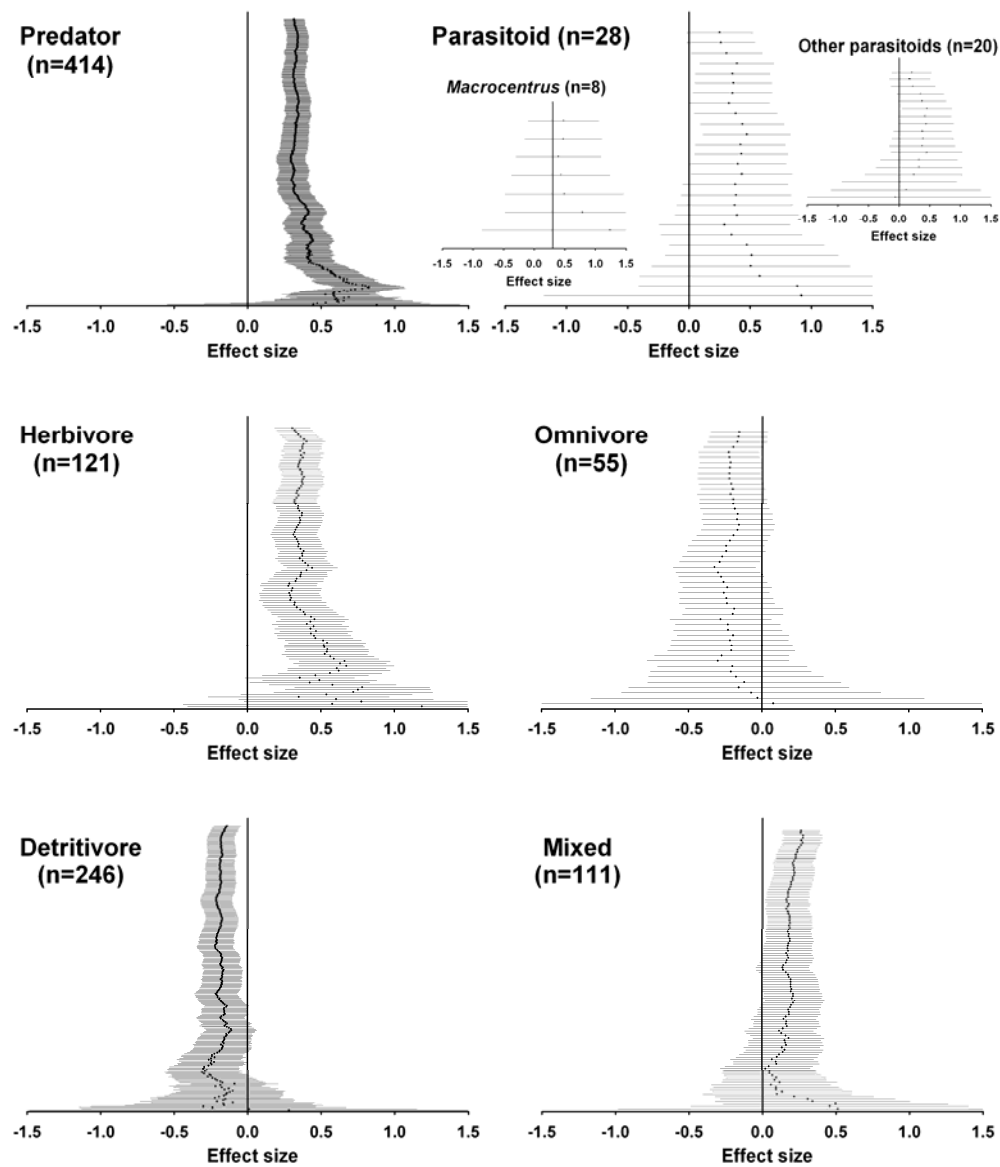 Predator
(n=414)
-1.5 -1.0 -0.5 0.0 0.5 1.0 1.5
Effect size
Parasitoid (n=28)
Macrocentrus (n=8)
-1.5 -1.0 -0.5 0.0 0.5 1.0 1.5
Effect size
Other parasitoids (n=20)
-1.5 -1.0 -0.5 0.0 0.5 1.0 1.5
Effect size
-1.5 -1.0 -0.5 0.0 0.5 1.0 1.5
Effect size
Herbivore
(n=121)
-1.5 -1.0 -0.5 0.0 0.5 1.0 1.5
Effect size
Omnivore
(n=55)
-1.5 -1.0 -0.5 0.0 0.5 1.0 1.5
Effect size
Detritivore
(n=246)
-1.5 -1.0 -0.5 0.0 0.5 1.0 1.5
Effect size
Mixed
(n=111)
-1.5 -1.0 -0.5 0.0 0.5 1.0 1.5
Effect size